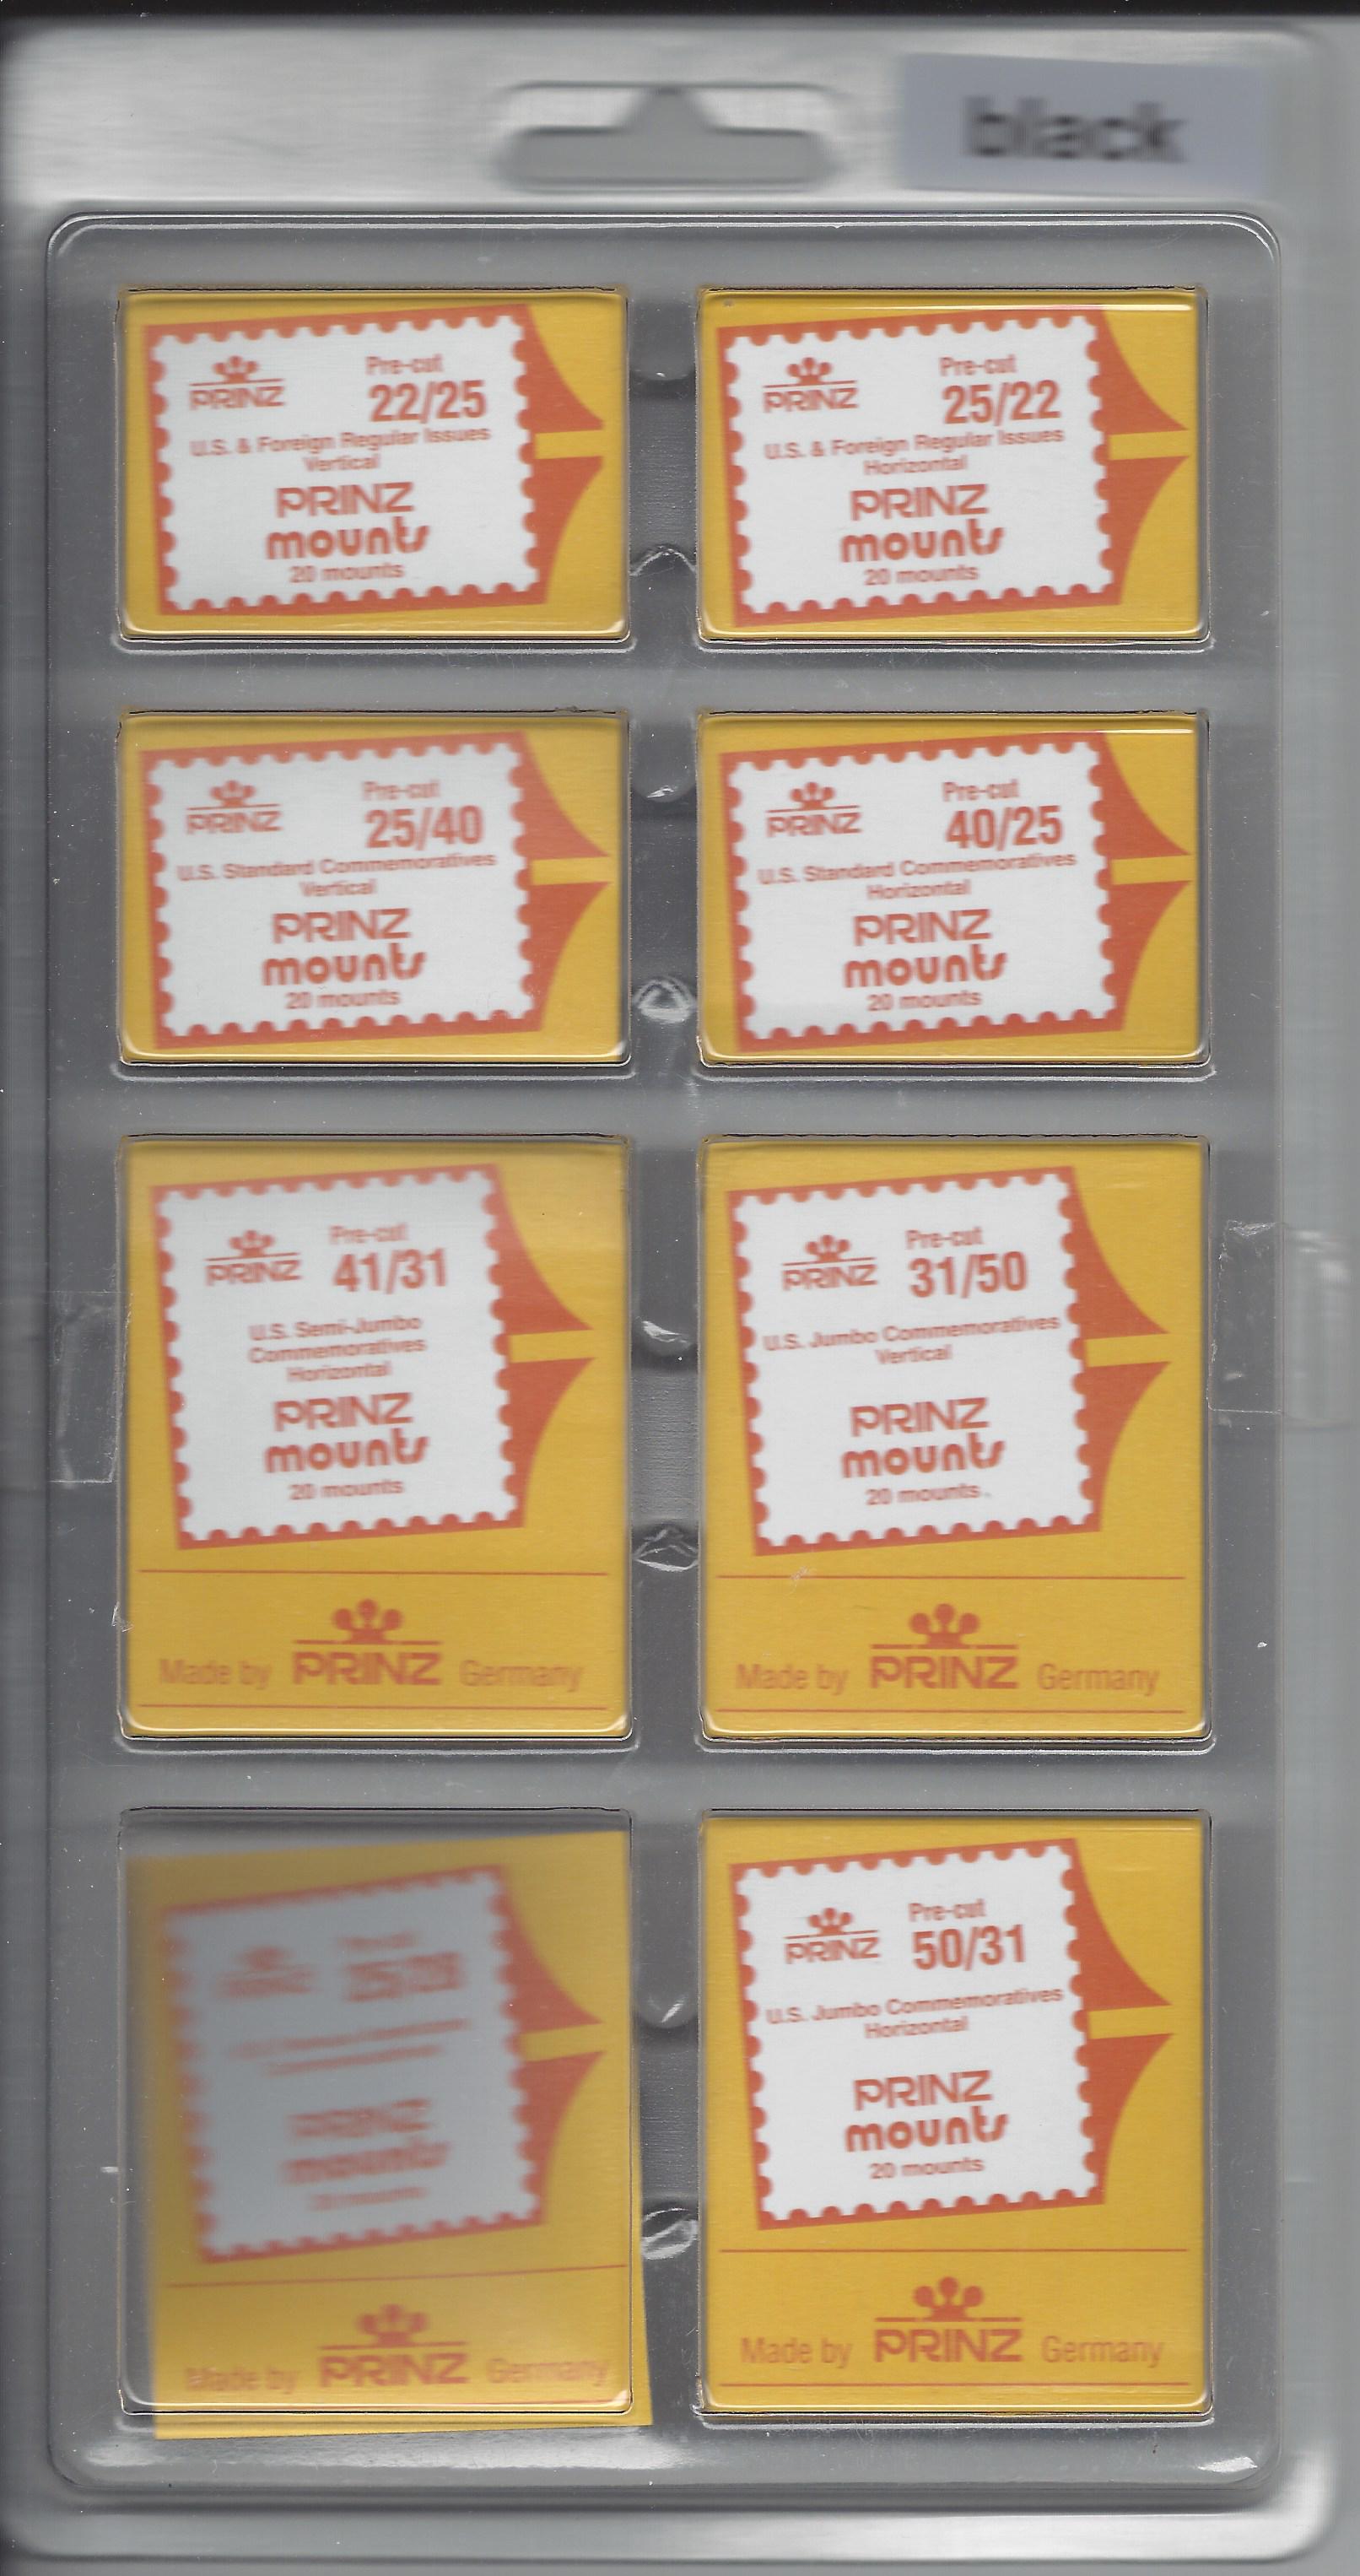 black
PRINZ
Pre-cut
22/25
U.S. & Foreign Regular Issues
Vertical
PRINZ
mounts
20 mounts
PRINZ
Pre-cut
25/22
U.S. & Foreign Regular Issues
Horizontal
PRINZ
mounts
20 mounts
PRINZ
Pre-cut
25/40
U.S. Standard Commemoratives
Vertical
PRINZ
mounts
20 mounts
PRINZ
Pre-cut
40/25
U.S. Standard Commemoratives
Horizontal
PRINZ
mounts
20 mounts
PRINZ
Pre-cut
41/31
U.S. Semi-Jumbo
Commemoratives
Horizontal
PRINZ
mounts
20 mounts
Made by PRINZ Germany
PRINZ
Pre-cut
31/50
U.S. Jumbo Commemoratives
Vertical
PRINZ
mounts
20 mounts
Made by PRINZ Germany
PRINZ
Pre-cut
PRINZ
mounts
20 mounts
Made by PRINZ Germany
PRINZ
Pre-cut
50/31
U.S. Jumbo Commemoratives
Horizontal
PRINZ
mounts
20 mounts
Made by PRINZ Germany